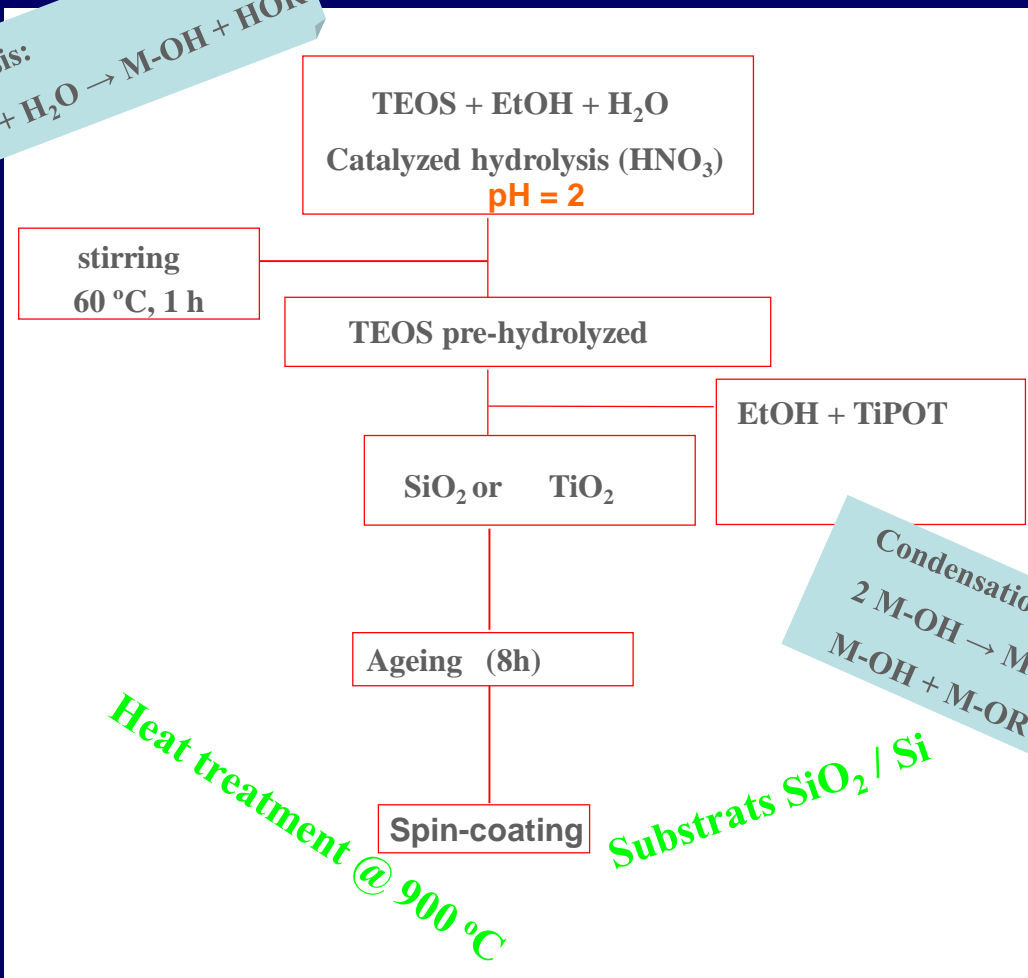 sis:
+ H₂O → M-OH + HOR
TEOS + EtOH + H₂O
Catalyzed hydrolysis (HNO₃)
pH = 2
stirring
60 ºC, 1 h
TEOS pre-hydrolyzed
EtOH + TiPOT
SiO₂ or TiO₂
Condensatio
2 M-OH → M
M-OH + M-OR
Ageing (8h)
Heat treatment @ 900 ºC
Spin-coating
Substrats SiO₂ / Si